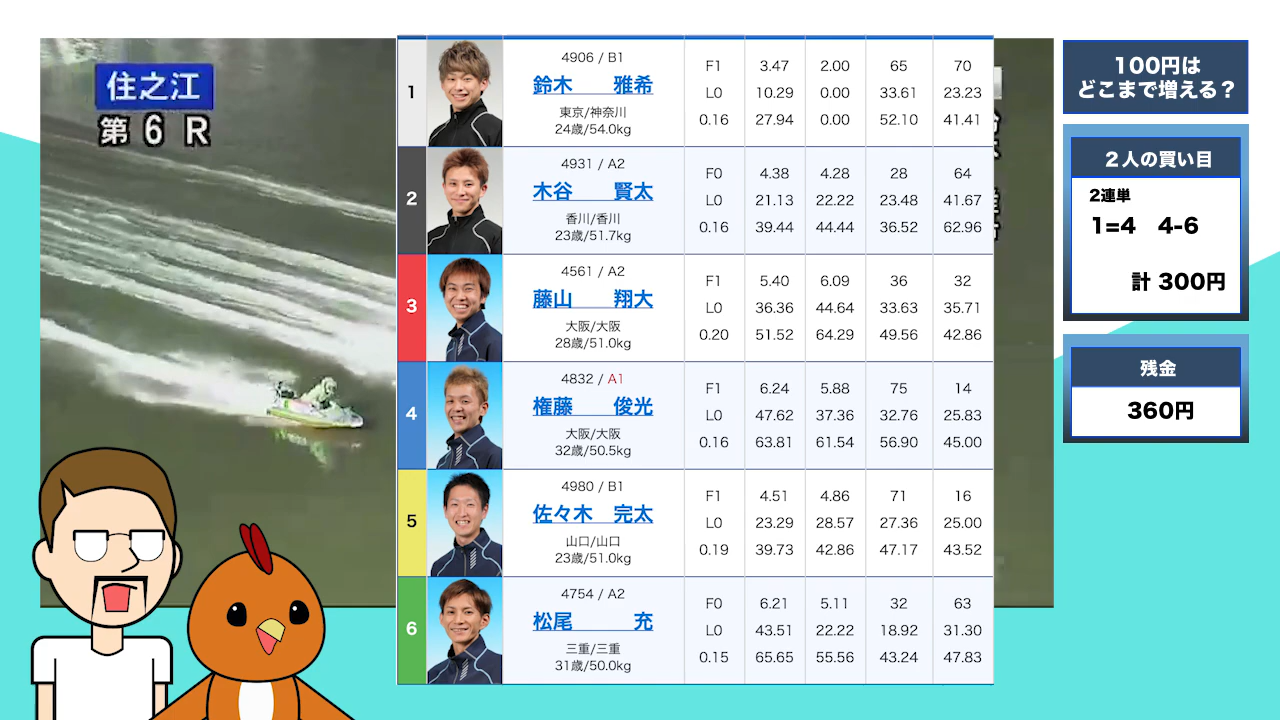 住之江
第6R
1
4906 / B1
鈴木 雅希
東京/神奈川
24歳/54.0kg
F1 3.47 2.00 65 70
L0 10.29 0.00 33.61 23.23
0.16 27.94 0.00 52.10 41.41
2
4931 / A2
木谷 賢太
香川/香川
23歳/51.7kg
F0 4.38 4.28 28 64
L0 21.13 22.22 23.48 41.67
0.16 39.44 44.44 36.52 62.96
3
4561 / A2
藤山 翔大
大阪/大阪
28歳/51.0kg
F1 5.40 6.09 36 32
L0 36.36 44.64 33.63 35.71
0.20 51.52 64.29 49.56 42.86
4
4832 / A1
権藤 俊光
大阪/大阪
32歳/50.5kg
F1 6.24 5.88 75 14
L0 47.62 37.36 32.76 25.83
0.16 63.81 61.54 56.90 45.00
5
4980 / B1
佐々木 完太
山口/山口
23歳/51.0kg
F1 4.51 4.86 71 16
L0 23.29 28.57 27.36 25.00
0.19 39.73 42.86 47.17 43.52
6
4754 / A2
松尾 充
三重/三重
31歳/50.0kg
F0 6.21 5.11 32 63
L0 43.51 22.22 18.92 31.30
0.15 65.65 55.56 43.24 47.83
100円は
どこまで増える？
２人の買い目
2連単
1=4 4-6
計 300円
残金
360円